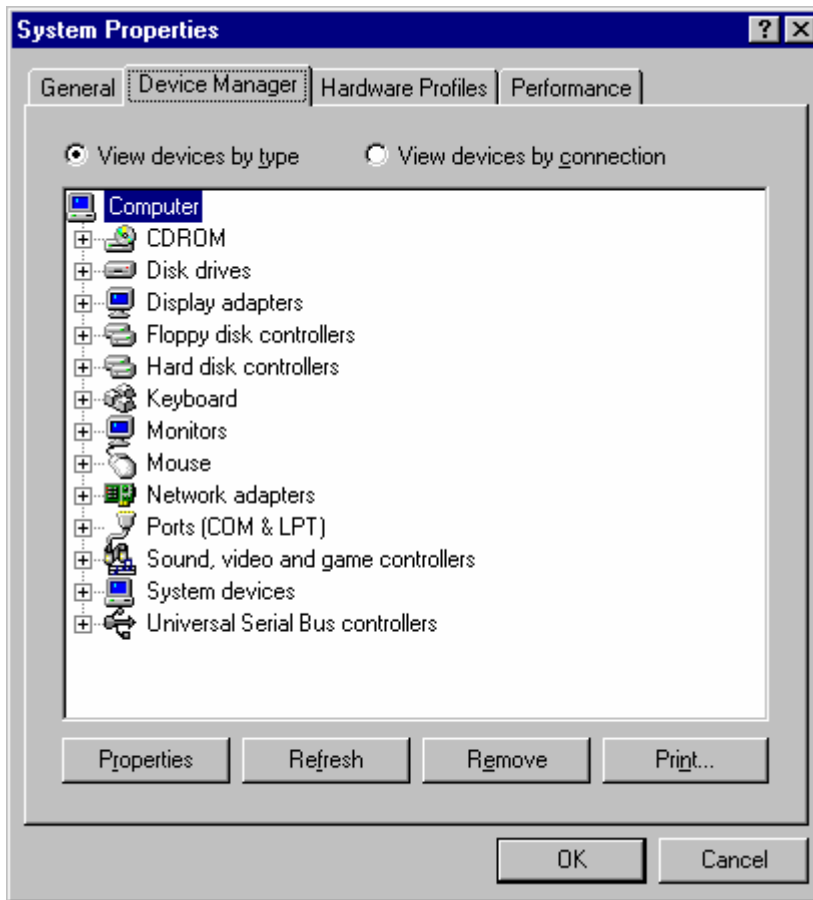 System Properties
General Device Manager Hardware Profiles Performance
View devices by type View devices by connection
Computer
CDROM
Disk drives
Display adapters
Floppy disk controllers
Hard disk controllers
Keyboard
Monitors
Mouse
Network adapters
Ports (COM & LPT)
Sound, video and game controllers
System devices
Universal Serial Bus controllers
Properties Refresh Remove Print...
OK Cancel